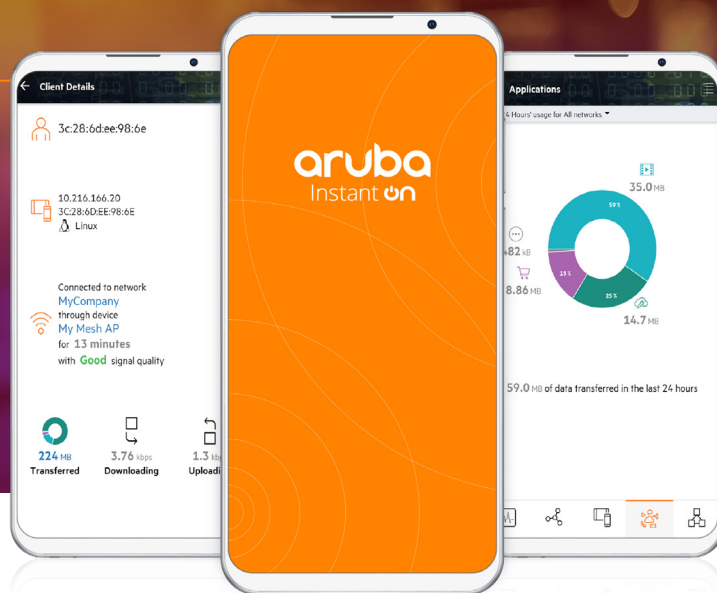 Client Details
3c:28:6d:ee:98:6e
10.216.166.20
3C:28:6D:EE:98:6E
Linux
Connected to network
MyCompany
through device
My Mesh AP
for 13 minutes
with Good signal quality
224 MB
Transferred
3.76 kbps
Downloading
1.3 kbp
Uploadi
aruba
Instant on
Applications
4 Hours' usage for All networks
35.0 MB
59 %
482 kB
8.86 MB
15 %
25 %
14.7 MB
59.0 MB of data transferred in the last 24 hours